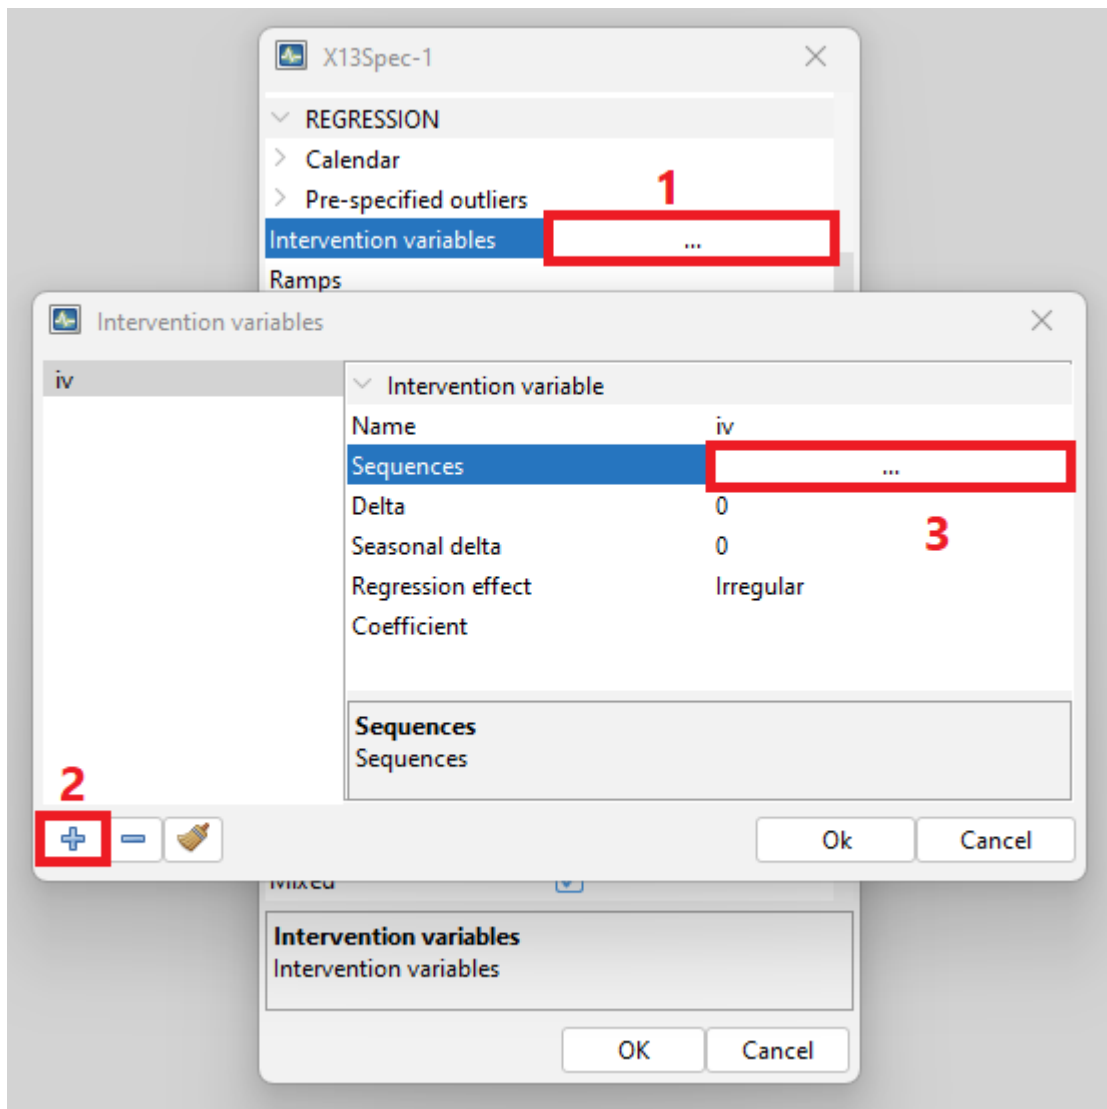 X13Spec-1
REGRESSION
Calendar
Pre-specified outliers
1
Intervention variables ...
Ramps
Intervention variables
iv
Intervention variable
Name iv
Sequences ...
Delta 0
3
Seasonal delta 0
Regression effect Irregular
Coefficient
Sequences
Sequences
2
Ok Cancel
Mixed
Intervention variables
Intervention variables
OK Cancel